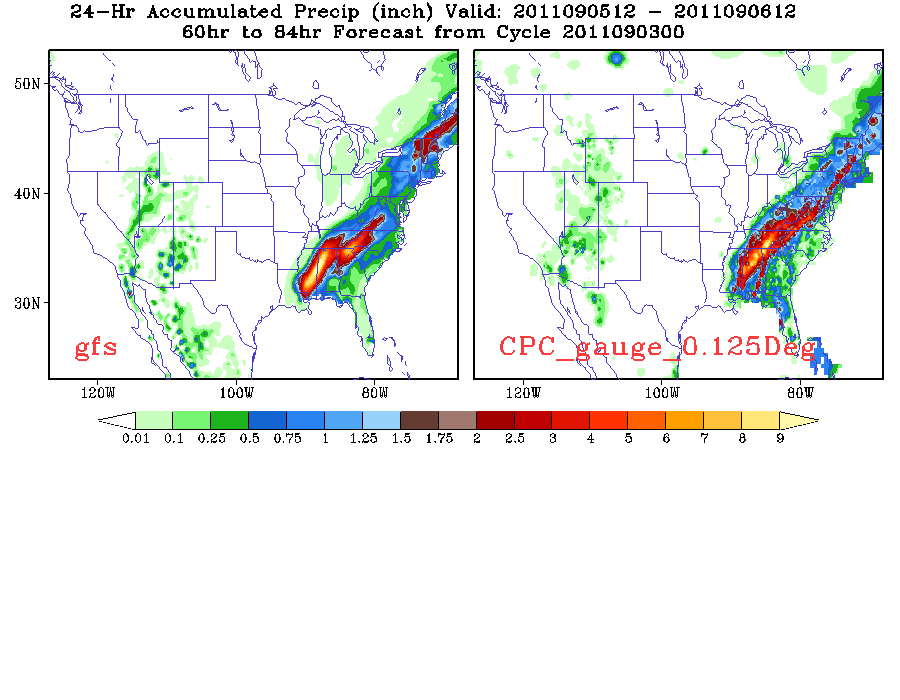 24-Hr Accumulated Precip (inch) Valid: 2011090512 - 2011090612
60hr to 84hr Forecast from Cycle 2011090300
50N
40N
30N
gfs
CPC_gauge_0.125Deg
120W 100W 80W 120W 100W 80W
0.01 0.1 0.25 0.5 0.75 1 1.25 1.5 1.75 2 2.5 3 4 5 6 7 8 9